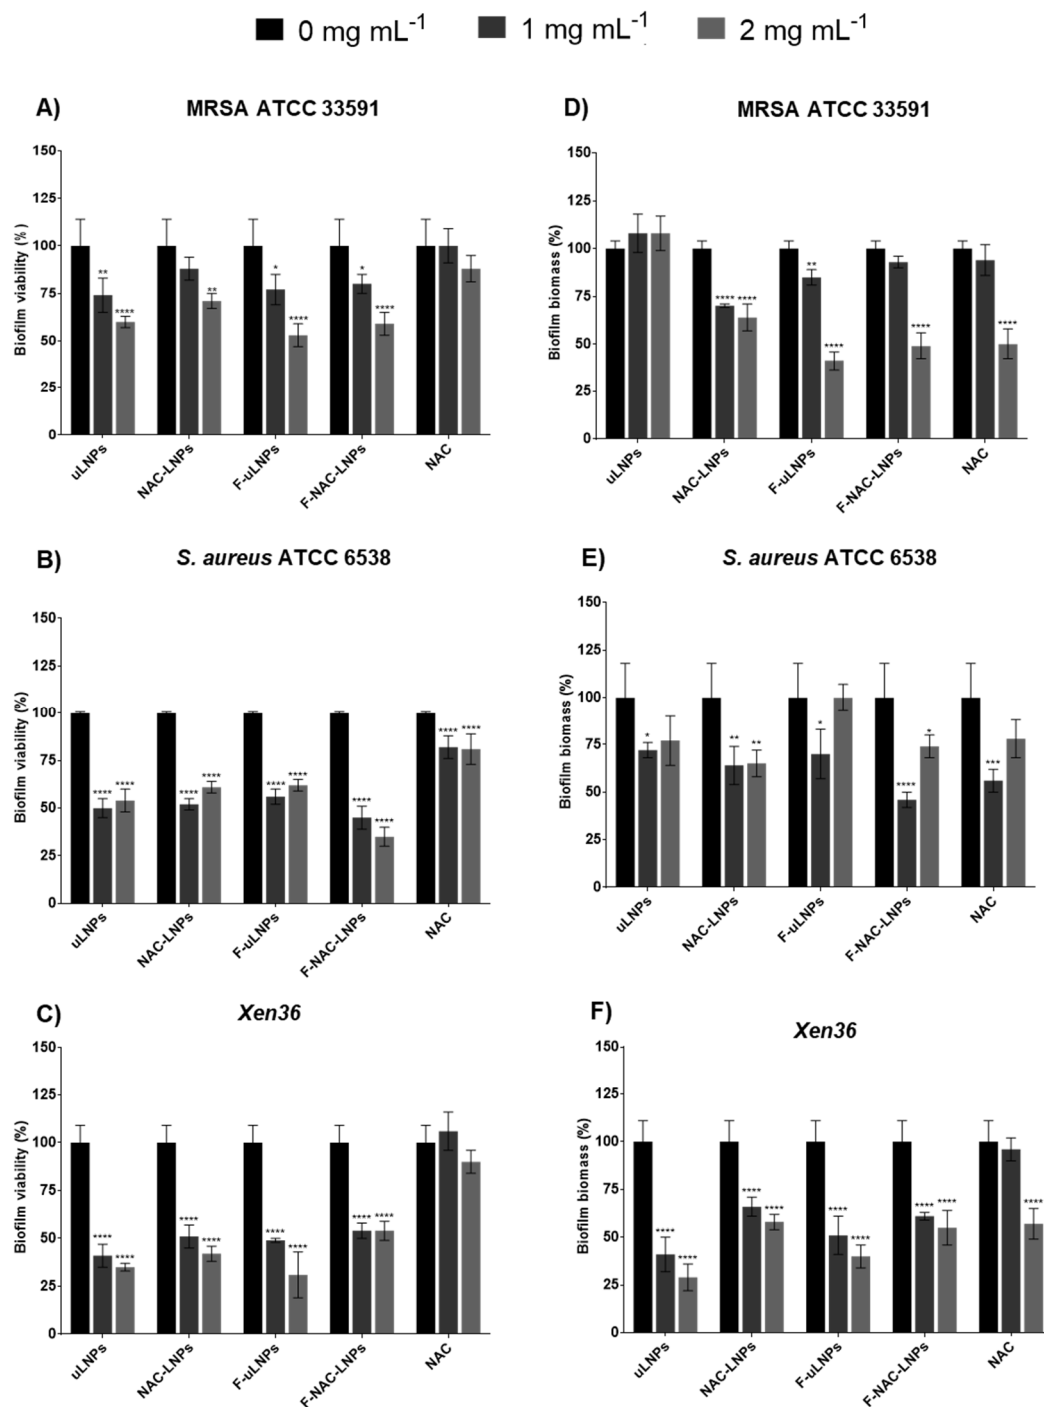 0 mg mL-1 1 mg mL-1 2 mg mL-1
A) MRSA ATCC 33591
Biofilm viability (%)
150
125
100
75
50
25
0
** **** ** * **** * ****
uLNPs NAC-LNPs F-uLNPs F-NAC-LNPs NAC
D) MRSA ATCC 33591
Biofilm biomass (%)
150
125
100
75
50
25
0
**** **** ** **** **** ****
uLNPs NAC-LNPs F-uLNPs F-NAC-LNPs NAC
B) S. aureus ATCC 6538
Biofilm viability (%)
150
125
100
75
50
25
0
**** **** **** **** **** **** **** **** **** ****
uLNPs NAC-LNPs F-uLNPs F-NAC-LNPs NAC
E) S. aureus ATCC 6538
Biofilm biomass (%)
150
125
100
75
50
25
0
* ** ** * **** * ***
uLNPs NAC-LNPs F-uLNPs F-NAC-LNPs NAC
C) Xen36
Biofilm viability (%)
150
125
100
75
50
25
0
**** **** **** **** **** **** **** ****
uLNPs NAC-LNPs F-uLNPs F-NAC-LNPs NAC
F) Xen36
Biofilm biomass (%)
150
125
100
75
50
25
0
**** **** **** **** **** **** **** **** ****
uLNPs NAC-LNPs F-uLNPs F-NAC-LNPs NAC